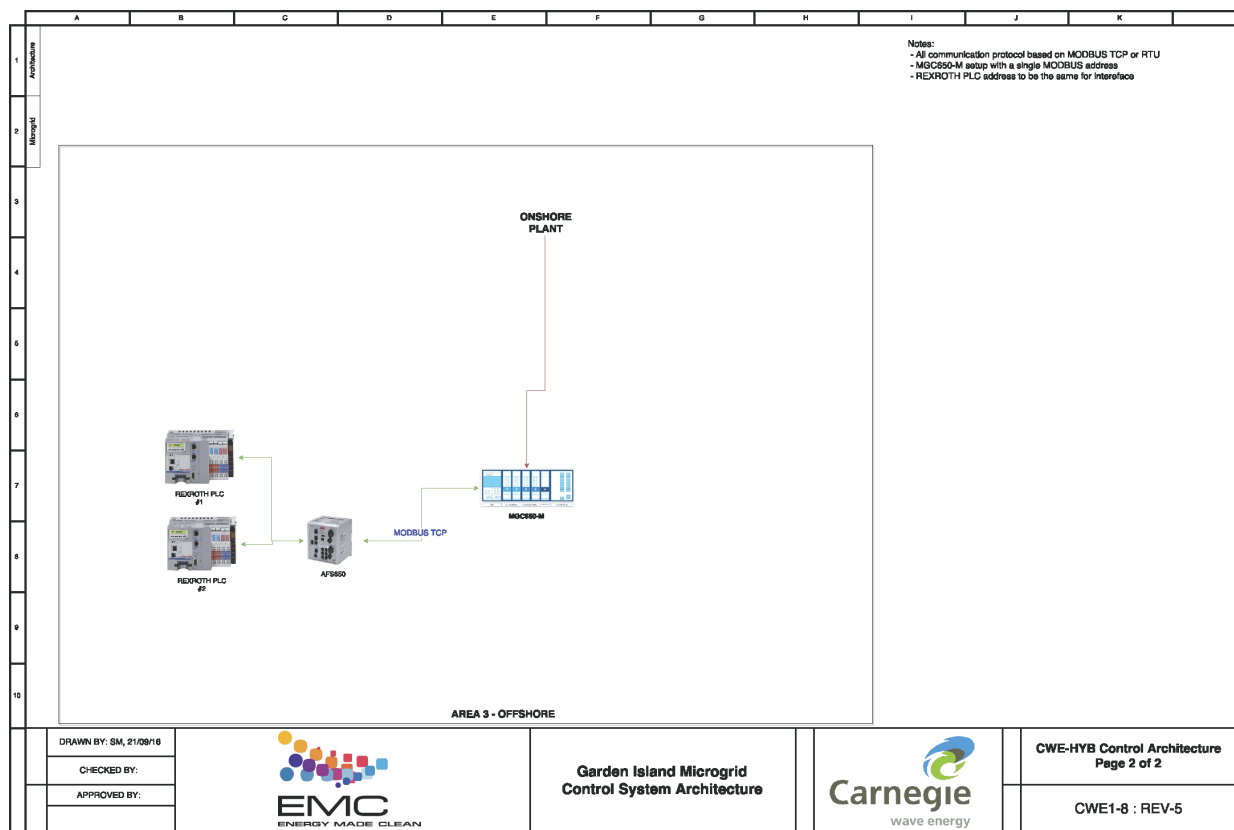 A B C D E F G H I J K
1
2
3
4
5
6
7
8
9
10
Architecture
Microgrid
Notes:
- All communication protocol based on MODBUS TCP or RTU
- MGC650-M setup with a single MODBUS address
- REXROTH PLC address to be the same for intereface
ONSHORE
PLANT
REXROTH PLC
#1
REXROTH PLC
#2
AFS650
MODBUS TCP
MGC650-M
AREA 3 - OFFSHORE
DRAWN BY: SM, 21/09/16
CHECKED BY:
APPROVED BY:
EMC
ENERGY MADE CLEAN
Garden Island Microgrid
Control System Architecture
Carnegie
wave energy
CWE-HYB Control Architecture
Page 2 of 2
CWE1-8 : REV-5